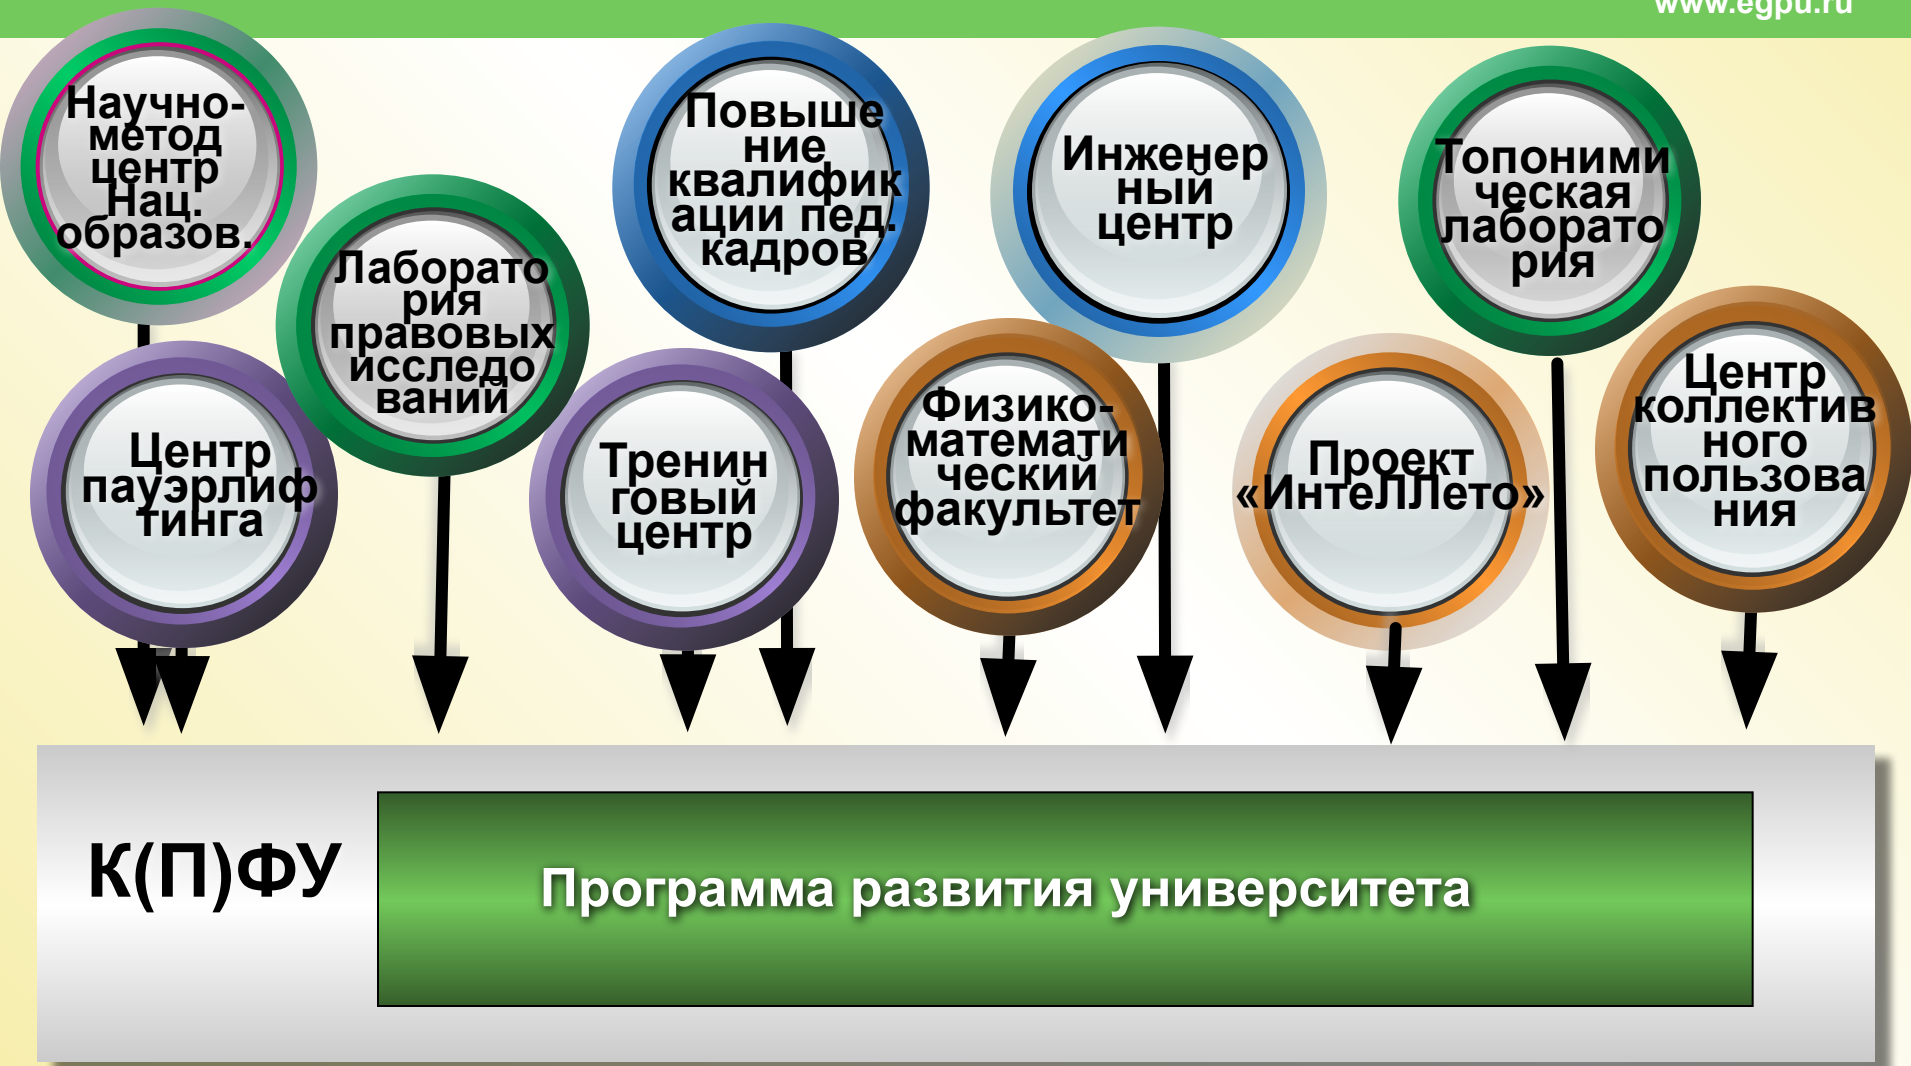 www.egpu.ru
Научно-
метод
центр
Нац.
образов.
Повыше
ние
квалифик
ации пед.
кадров
Инженер
ный
центр
Топоними
ческая
лаборато
рия
Лаборато
рия
правовых
исследо
ваний
Центр
пауэрлиф
тинга
Тренин
говый
центр
Физико-
математи
ческий
факультет
Проект
«ИнтеЛЛето»
Центр
коллектив
ного
пользова
ния
К(П)ФУ
Программа развития университета